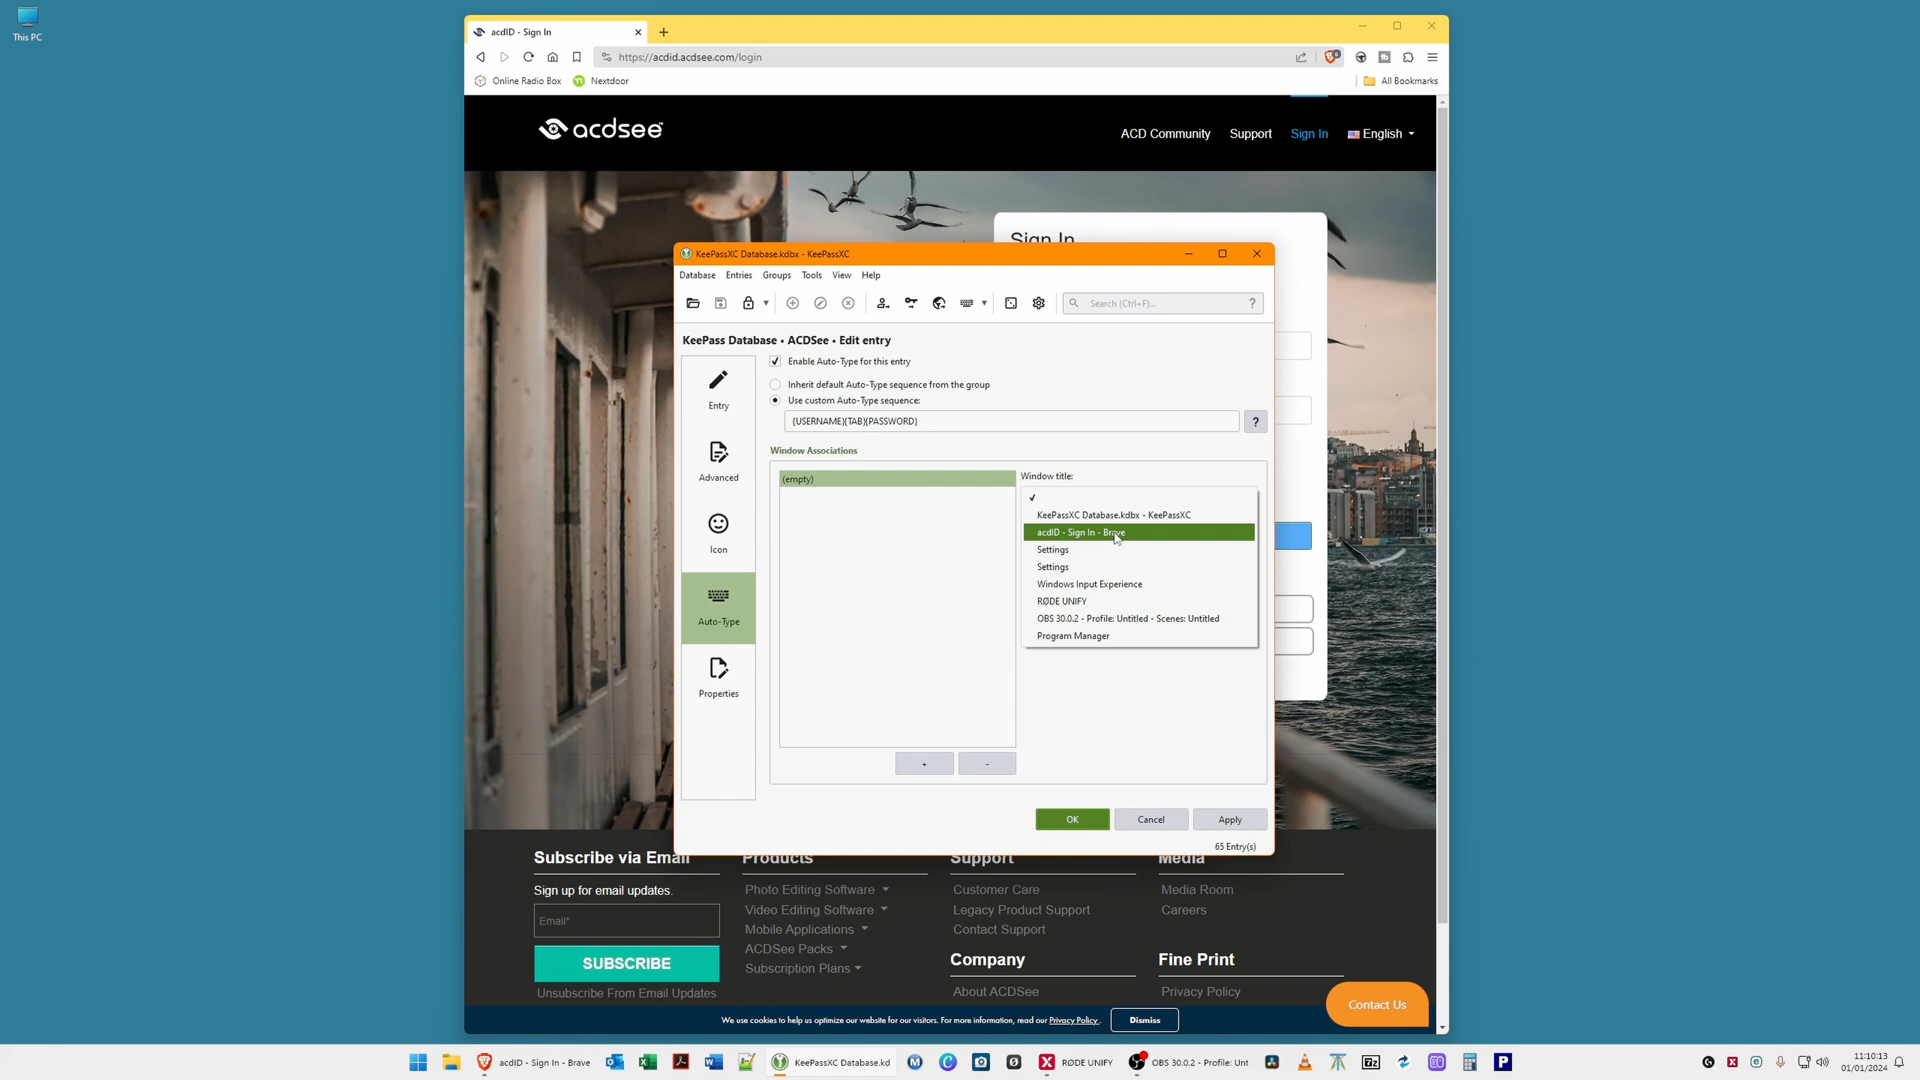 This PC
acdID - Sign In
https://acdid.acdsee.com/login
Online Radio Box
Nextdoor
All Bookmarks
acdsee
ACD Community
Support
Sign In
English
Sign In
KeePassXC Database.kdbx - KeePassXC
Database
Entries
Groups
Tools
View
Help
Search (Ctrl+F)...
?
KeePass Database • ACDSee • Edit entry
Entry
Advanced
Icon
Auto-Type
Properties
Enable Auto-Type for this entry
Inherit default Auto-Type sequence from the group
Use custom Auto-Type sequence:
{USERNAME}{TAB}{PASSWORD}
?
Window Associations
(empty)
Window title:
KeePassXC Database.kdbx - KeePassXC
acdID - Sign In - Brave
Settings
Settings
Windows Input Experience
RØDE UNIFY
OBS 30.0.2 - Profile: Untitled - Scenes: Untitled
Program Manager
+
-
OK
Cancel
Apply
65 Entry(s)
Subscribe via Email
Sign up for email updates.
Email*
SUBSCRIBE
Unsubscribe From Email Updates
Products
Photo Editing Software
Video Editing Software
Mobile Applications
ACDSee Packs
Subscription Plans
Support
Customer Care
Legacy Product Support
Contact Support
Company
About ACDSee
Media
Media Room
Careers
Fine Print
Privacy Policy
Contact Us
We use cookies to help us optimize our website for our visitors. For more information, read our Privacy Policy.
Dismiss
acdID - Sign In - Brave
KeePassXC Database.kd
RØDE UNIFY
OBS 30.0.2 - Profile: Unt
7z
11:10:13
01/01/2024